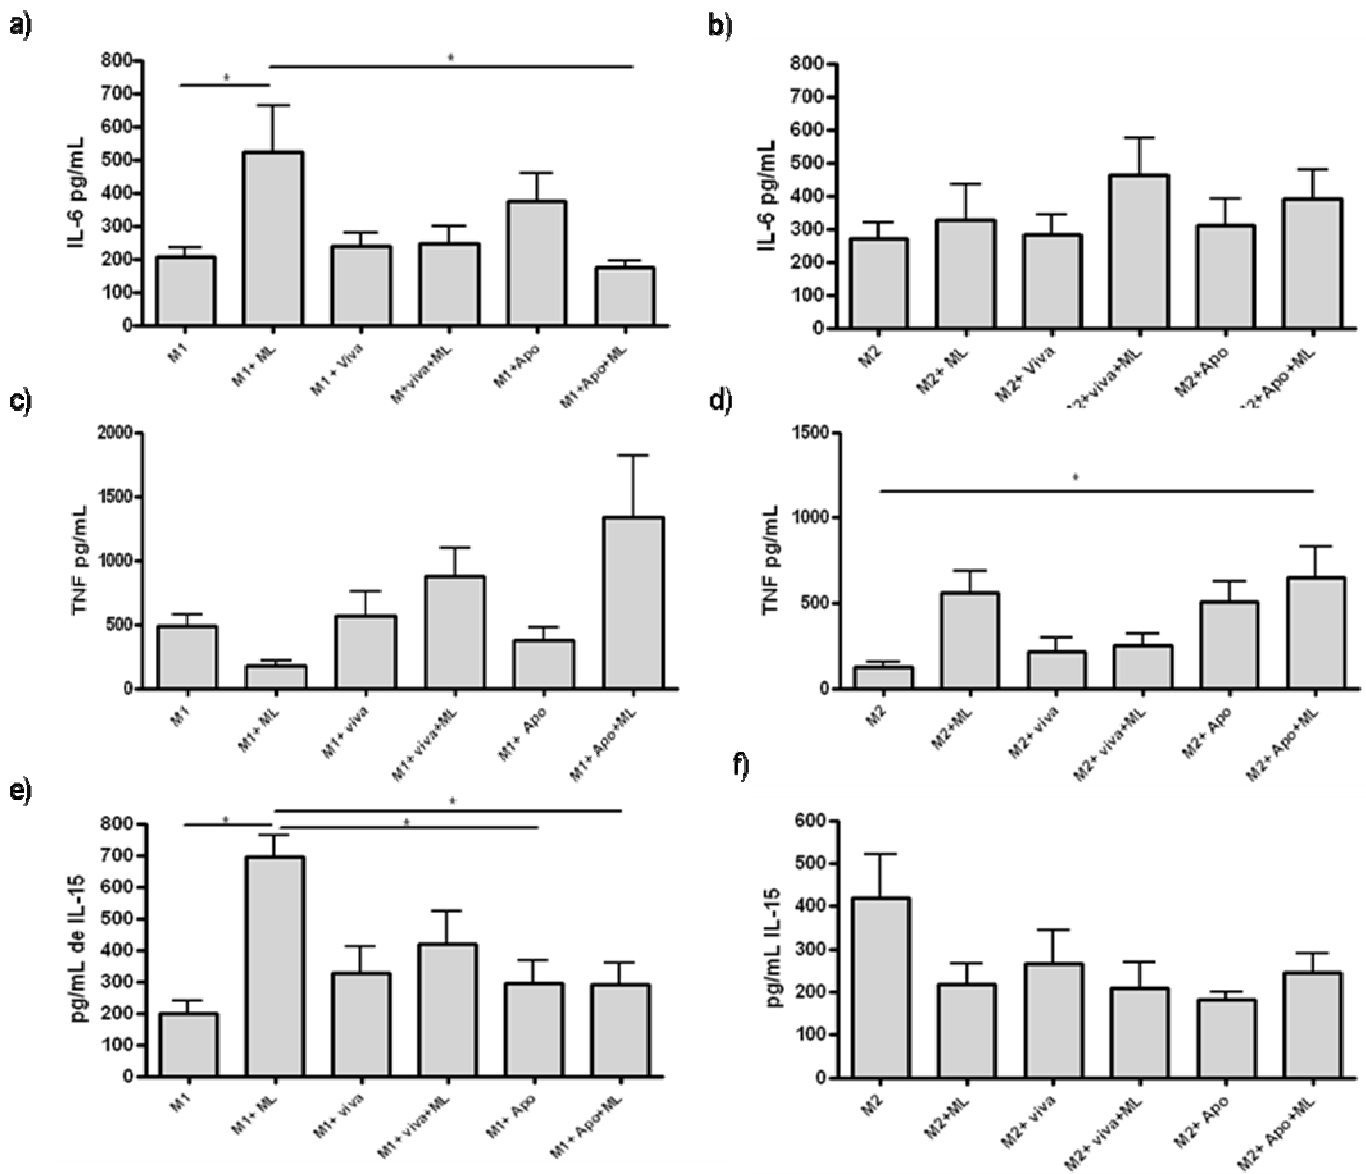 a)
800
700
600
500
400
300
200
100
0
IL-6 pg/mL
*
*
M1
M1+ ML
M1+ Viva
M+viva+ML
M1+Apo
M1+Apo+ML
b)
800
700
600
500
400
300
200
100
0
IL-6 pg/mL
M2
M2+ ML
M2+ Viva
2+viva+ML
M2+Apo
2+Apo+ML
c)
2000
1500
1000
500
0
TNF pg/mL
M1
M1+ ML
M1+ viva
M1+viva+ML
M1+ Apo
M1+ Apo+ML
d)
1500
1000
500
0
TNF pg/mL
*
M2
M2+ML
M2+ viva
M2+ viva+ML
M2+ Apo
M2+ Apo+ML
e)
800
700
600
500
400
300
200
100
0
pg/mL de IL-15
*
*
*
M1
M1+ ML
M1+ viva
M1+ viva+ML
M1+ Apo
M1+ Apo+ML
f)
600
500
400
300
200
100
0
pg/mL IL-15
M2
M2+ML
M2+ viva
M2+ viva+ML
M2+ Apo
M2+ Apo+ML